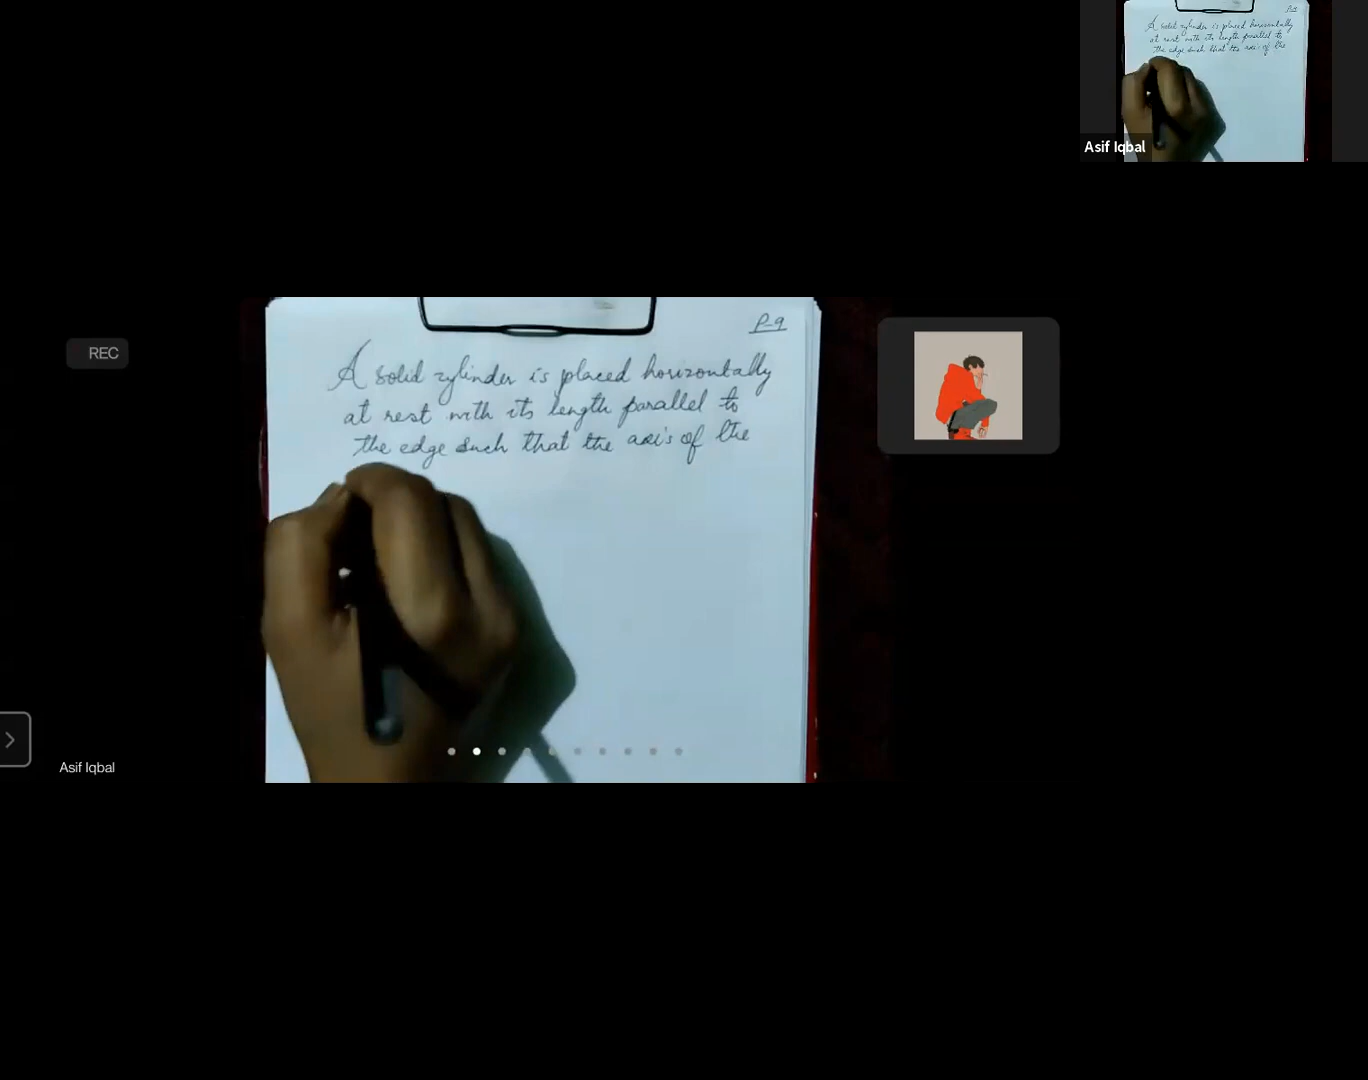 Asif Iqbal
REC
P-9
A solid cylinder is placed horizontally
at rest with its length parallel to
the edge such that the axis of the
Asif Iqbal